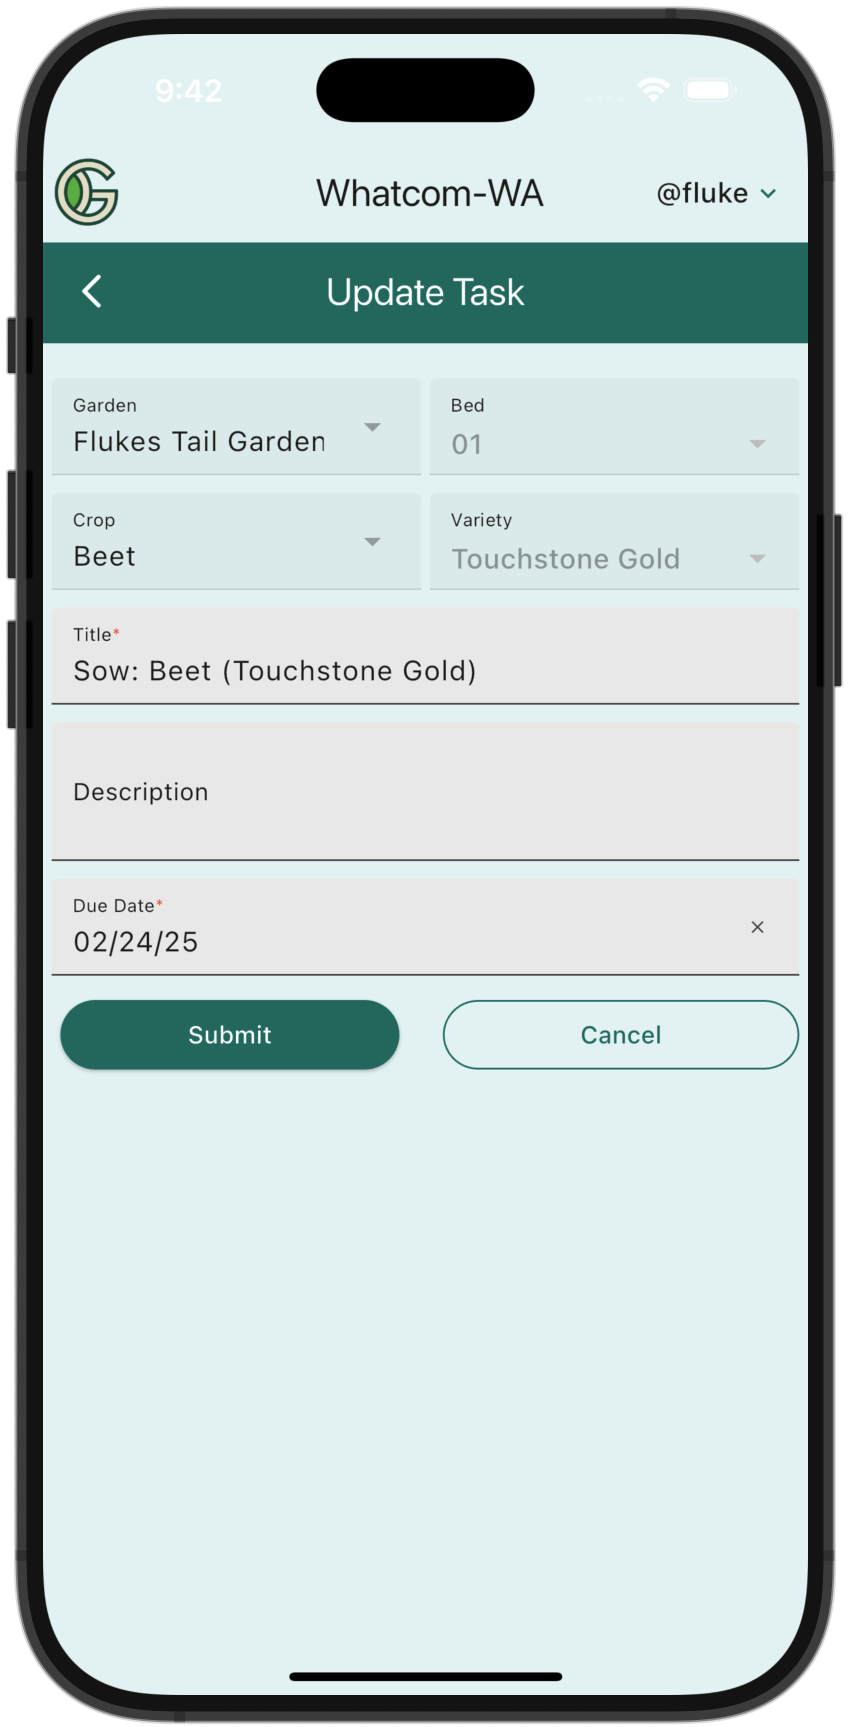 9:42
Whatcom-WA
@fluke
Update Task
Garden
Flukes Tail Garden
Bed
01
Crop
Beet
Variety
Touchstone Gold
Title*
Sow: Beet (Touchstone Gold)
Description
Due Date*
02/24/25
×
Submit
Cancel